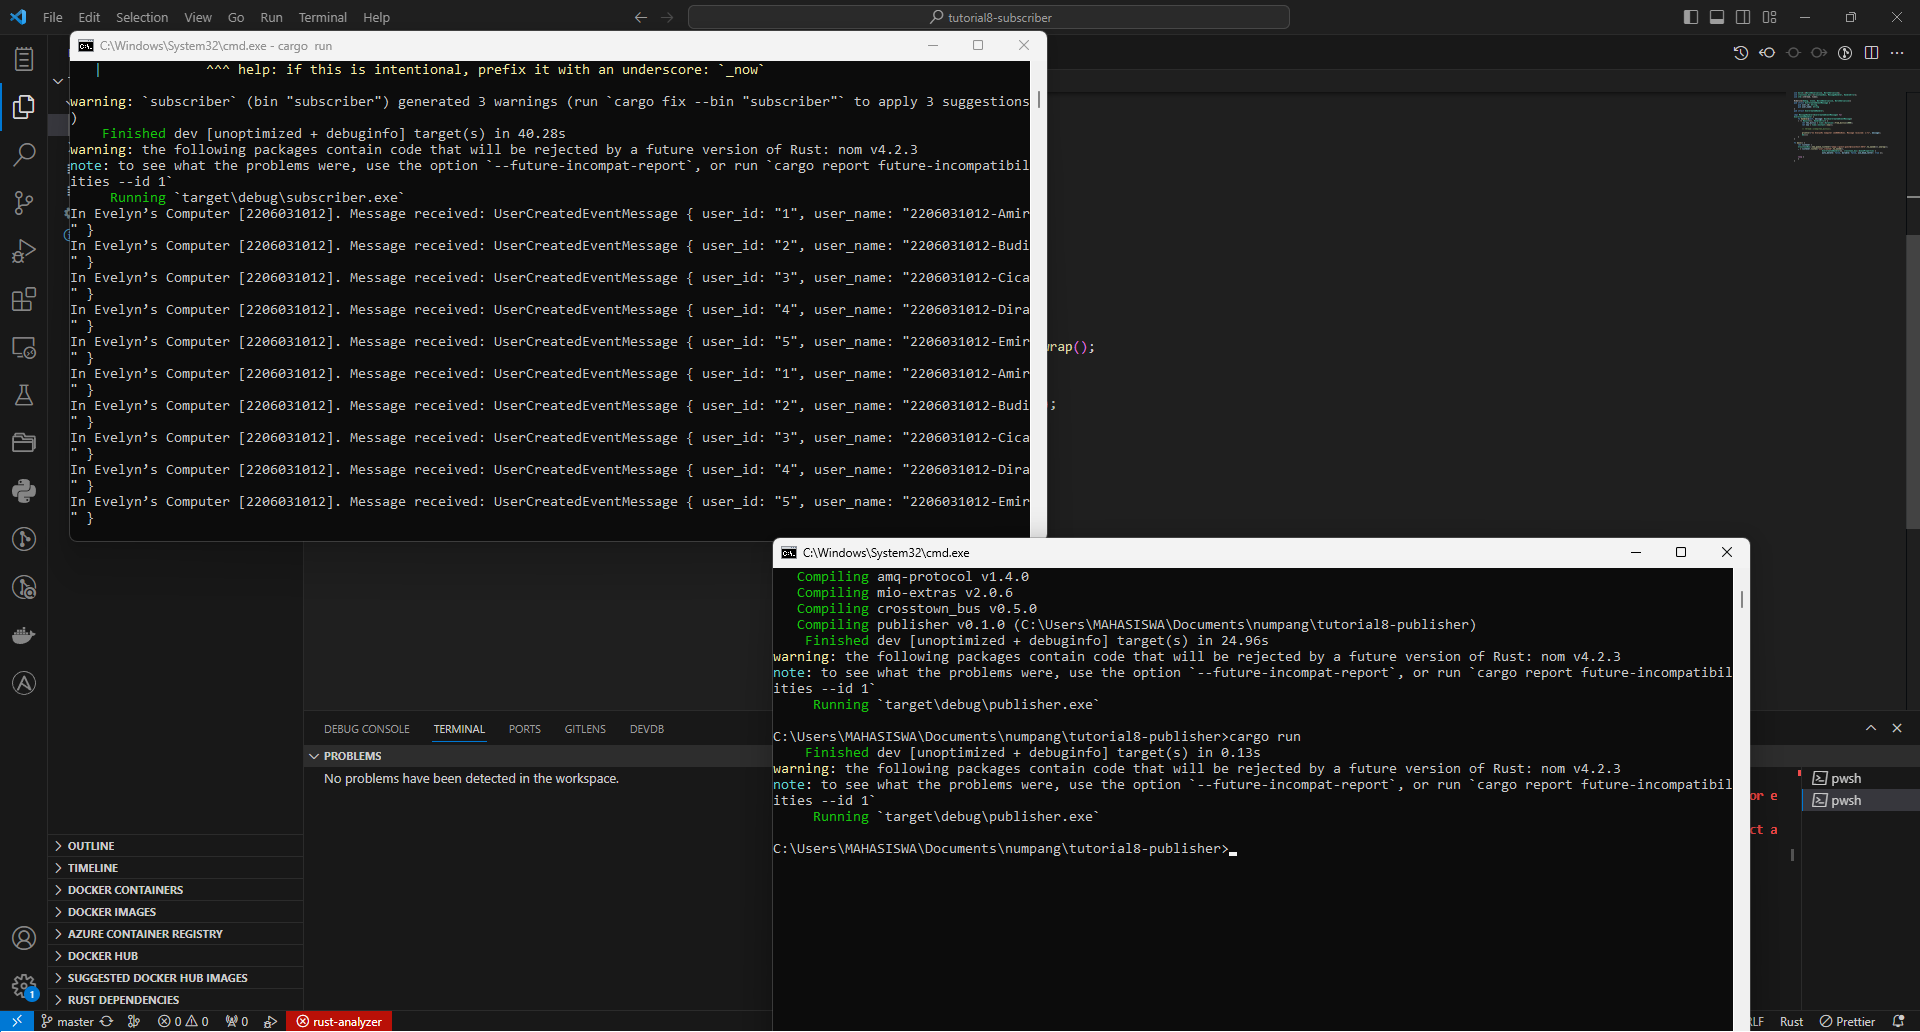 File Edit Selection View Go Run Terminal Help
tutorial8-subscriber
C:\Windows\System32\cmd.exe - cargo  run
|             ^^^ help: if this is intentional, prefix it with an underscore: `_now`
warning: `subscriber` (bin "subscriber") generated 3 warnings (run `cargo fix --bin "subscriber"` to apply 3 suggestions
)
Finished dev [unoptimized + debuginfo] target(s) in 40.28s
warning: the following packages contain code that will be rejected by a future version of Rust: nom v4.2.3
note: to see what the problems were, use the option `--future-incompat-report`, or run `cargo report future-incompatibil
ities --id 1`
Running `target\debug\subscriber.exe`
In Evelyn’s Computer [2206031012]. Message received: UserCreatedEventMessage { user_id: "1", user_name: "2206031012-Amir
" }
In Evelyn’s Computer [2206031012]. Message received: UserCreatedEventMessage { user_id: "2", user_name: "2206031012-Budi
" }
In Evelyn’s Computer [2206031012]. Message received: UserCreatedEventMessage { user_id: "3", user_name: "2206031012-Cica
" }
In Evelyn’s Computer [2206031012]. Message received: UserCreatedEventMessage { user_id: "4", user_name: "2206031012-Dira
" }
In Evelyn’s Computer [2206031012]. Message received: UserCreatedEventMessage { user_id: "5", user_name: "2206031012-Emir
" }
In Evelyn’s Computer [2206031012]. Message received: UserCreatedEventMessage { user_id: "1", user_name: "2206031012-Amir
" }
In Evelyn’s Computer [2206031012]. Message received: UserCreatedEventMessage { user_id: "2", user_name: "2206031012-Budi
" }
In Evelyn’s Computer [2206031012]. Message received: UserCreatedEventMessage { user_id: "3", user_name: "2206031012-Cica
" }
In Evelyn’s Computer [2206031012]. Message received: UserCreatedEventMessage { user_id: "4", user_name: "2206031012-Dira
" }
In Evelyn’s Computer [2206031012]. Message received: UserCreatedEventMessage { user_id: "5", user_name: "2206031012-Emir
" }
wrap();
;
C:\Windows\System32\cmd.exe
Compiling amq-protocol v1.4.0
Compiling mio-extras v2.0.6
Compiling crosstown_bus v0.5.0
Compiling publisher v0.1.0 (C:\Users\MAHASISWA\Documents\numpang\tutorial8-publisher)
Finished dev [unoptimized + debuginfo] target(s) in 24.96s
warning: the following packages contain code that will be rejected by a future version of Rust: nom v4.2.3
note: to see what the problems were, use the option `--future-incompat-report`, or run `cargo report future-incompatibil
ities --id 1`
Running `target\debug\publisher.exe`
C:\Users\MAHASISWA\Documents\numpang\tutorial8-publisher>cargo run
Finished dev [unoptimized + debuginfo] target(s) in 0.13s
warning: the following packages contain code that will be rejected by a future version of Rust: nom v4.2.3
note: to see what the problems were, use the option `--future-incompat-report`, or run `cargo report future-incompatibil
ities --id 1`
Running `target\debug\publisher.exe`
C:\Users\MAHASISWA\Documents\numpang\tutorial8-publisher>
DEBUG CONSOLE TERMINAL PORTS GITLENS DEVDB
PROBLEMS
No problems have been detected in the workspace.
or e
ct a
pwsh
pwsh
OUTLINE
TIMELINE
DOCKER CONTAINERS
DOCKER IMAGES
AZURE CONTAINER REGISTRY
DOCKER HUB
SUGGESTED DOCKER HUB IMAGES
RUST DEPENDENCIES
1
master 0 0 0 rust-analyzer LF Rust Prettier